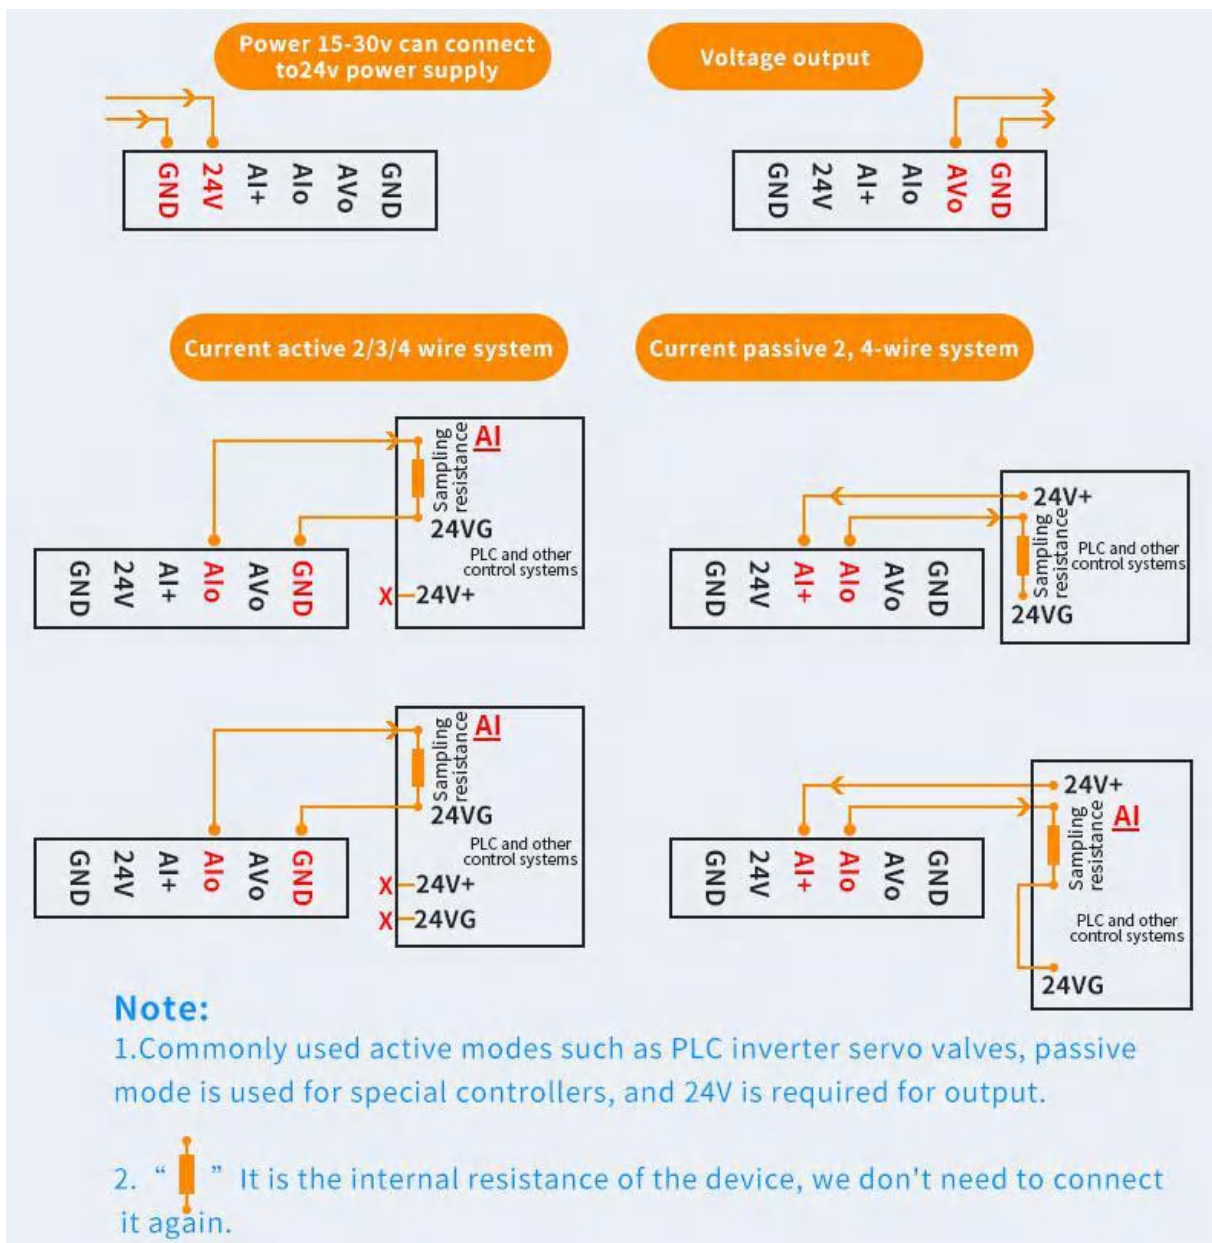 Power 15-30v can connect
to24v power supply
Voltage output
GND
24V
AI+
AIo
AVo
GND
GND
24V
AI+
AIo
AVo
GND
Current active 2/3/4 wire system
Current passive 2, 4-wire system
AI
Sampling
resistance
24VG
PLC and other
control systems
X
24V+
GND
24V
AI+
AIo
AVo
GND
24V+
Sampling
resistance
PLC and other
control systems
24VG
GND
24V
AI+
AIo
AVo
GND
AI
Sampling
resistance
24VG
PLC and other
control systems
X
24V+
X
24VG
GND
24V
AI+
AIo
AVo
GND
24V+
AI
Sampling
resistance
PLC and other
control systems
24VG
GND
24V
AI+
AIo
AVo
GND
Note:
1.Commonly used active modes such as PLC inverter servo valves, passive
mode is used for special controllers, and 24V is required for output.
2. “ ” It is the internal resistance of the device, we don't need to connect
it again.